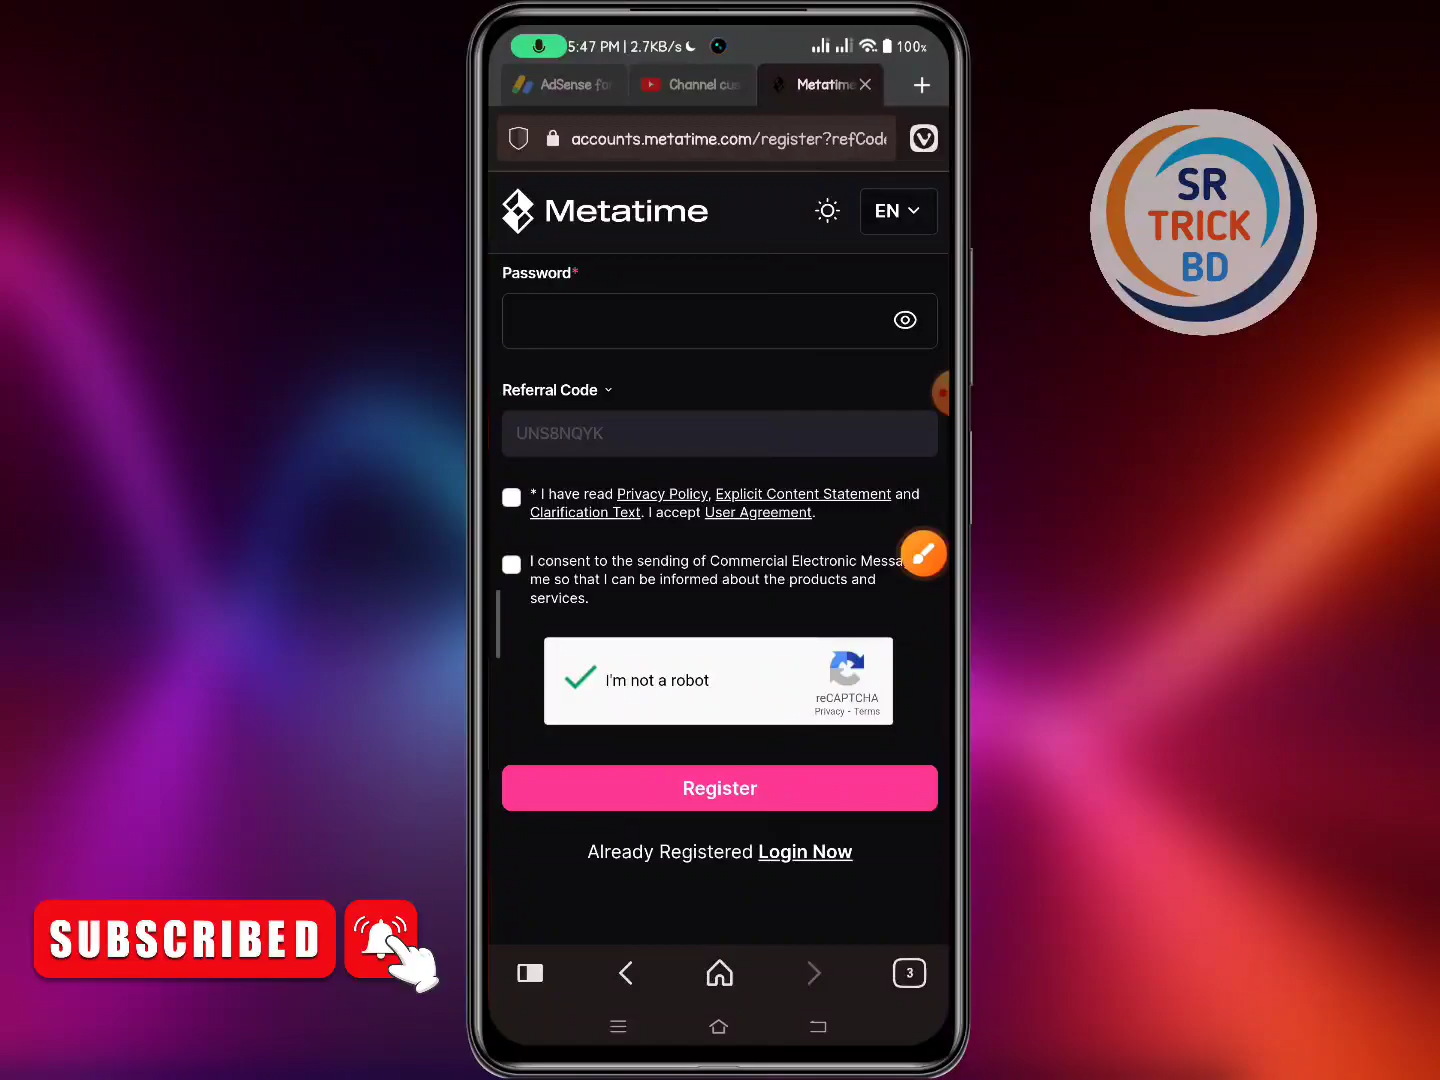 5:47 PM | 2.7KB/s
100%
AdSense fo
Channel cus
Metatime
accounts.metatime.com/register?refCode
Metatime
EN
Password*
Referral Code
UNS8NQYK
* I have read Privacy Policy, Explicit Content Statement and
Clarification Text. I accept User Agreement.
I consent to the sending of Commercial Electronic Messa
me so that I can be informed about the products and
services.
I'm not a robot
reCAPTCHA
Privacy - Terms
Register
Already Registered Login Now
3
SR
TRICK
BD
SUBSCRIBED